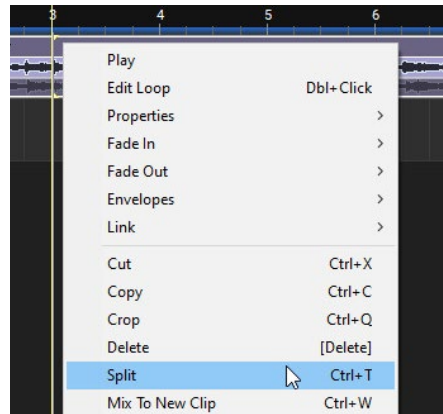 3 4 5 6
Play
Edit Loop Dbl+Click
Properties >
Fade In >
Fade Out >
Envelopes >
Link >
Cut Ctrl+X
Copy Ctrl+C
Crop Ctrl+Q
Delete [Delete]
Split Ctrl+T
Mix To New Clip Ctrl+W